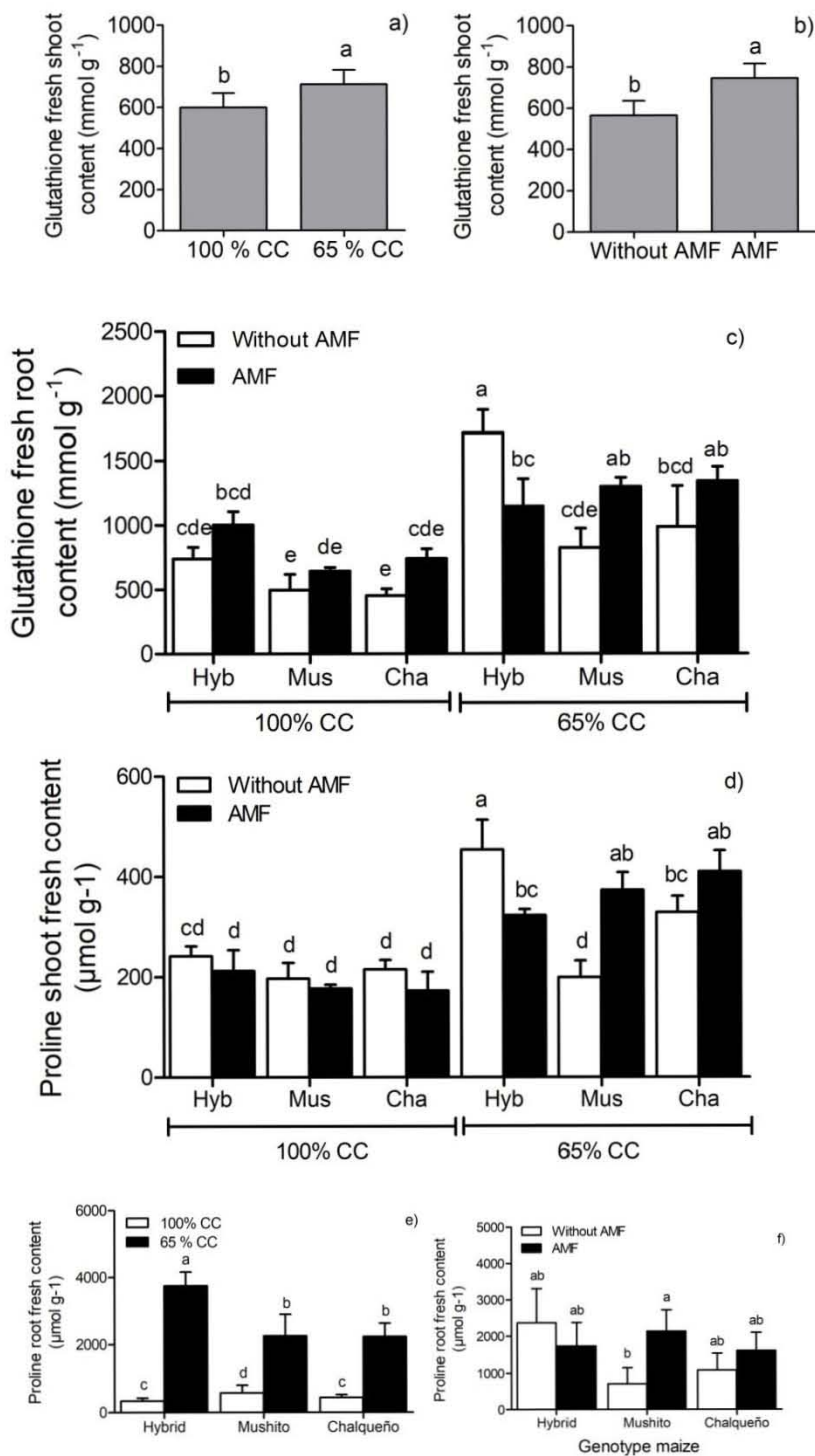 a)
Glutathione fresh shoot
content (mmol g-1)
1000
800
600
400
200
0
b
a
100 % CC
65 % CC
b)
Glutathione fresh shoot
content (mmol g-1)
1000
800
600
400
200
0
b
a
Without AMF
AMF
c)
Glutathione fresh root
content (mmol g-1)
2500
2000
1500
1000
500
0
Without AMF
AMF
cde
bcd
e
de
e
cde
a
bc
cde
ab
bcd
ab
Hyb
Mus
Cha
Hyb
Mus
Cha
100% CC
65% CC
d)
Proline shoot fresh content
(µmol g-1)
600
400
200
0
Without AMF
AMF
cd
d
d
d
d
d
a
bc
d
ab
bc
ab
Hyb
Mus
Cha
Hyb
Mus
Cha
100% CC
65% CC
e)
Proline root fresh content
(µmol g-1)
6000
4000
2000
0
100% CC
65 % CC
c
a
d
b
c
b
Hybrid
Mushito
Chalqueño
f)
Proline root fresh content
(µmol g-1)
5000
4000
3000
2000
1000
0
Without AMF
AMF
ab
ab
b
a
ab
ab
Hybrid
Mushito
Chalqueño
Genotype maize